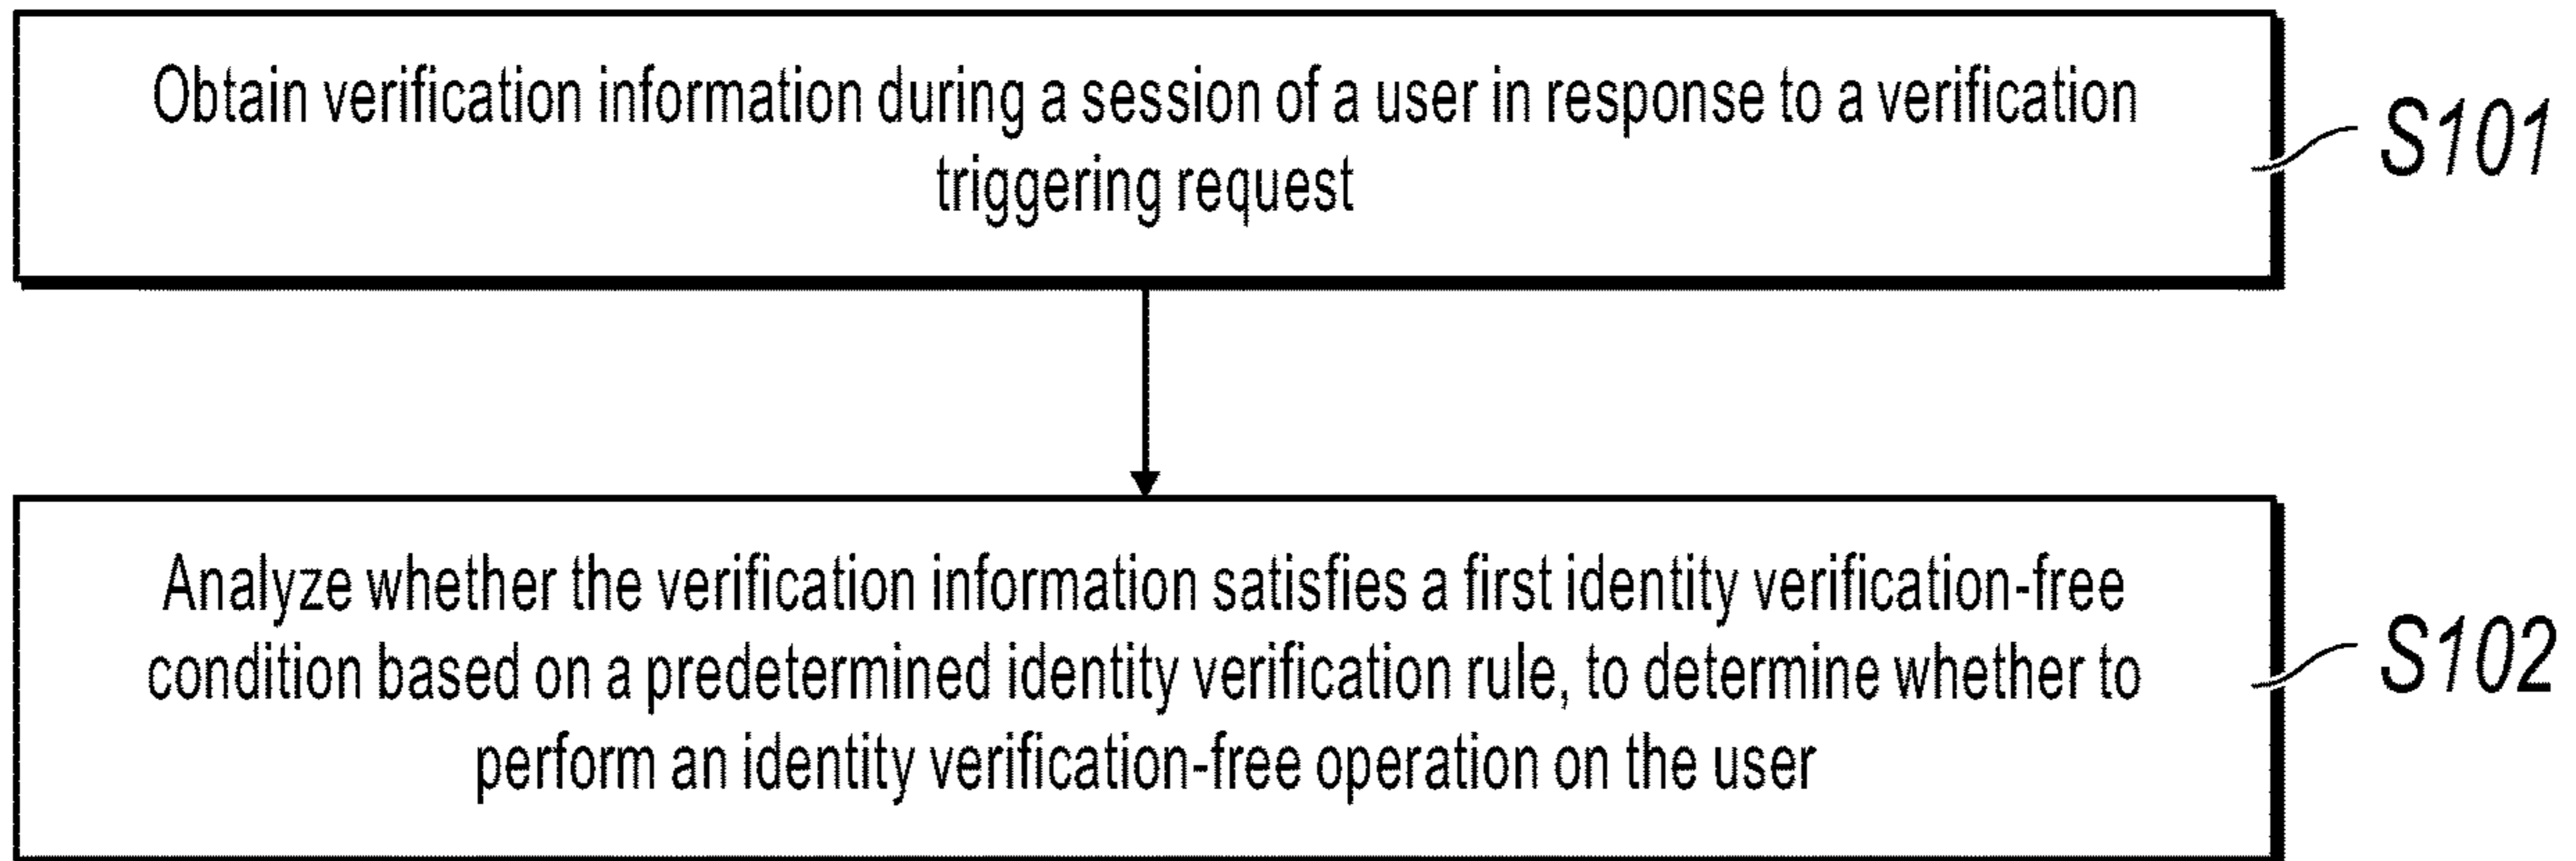 Obtain verification information during a session of a user in response to a verification
triggering request
S101
Analyze whether the verification information satisfies a first identity verification-free
condition based on a predetermined identity verification rule, to determine whether to
perform an identity verification-free operation on the user
S102